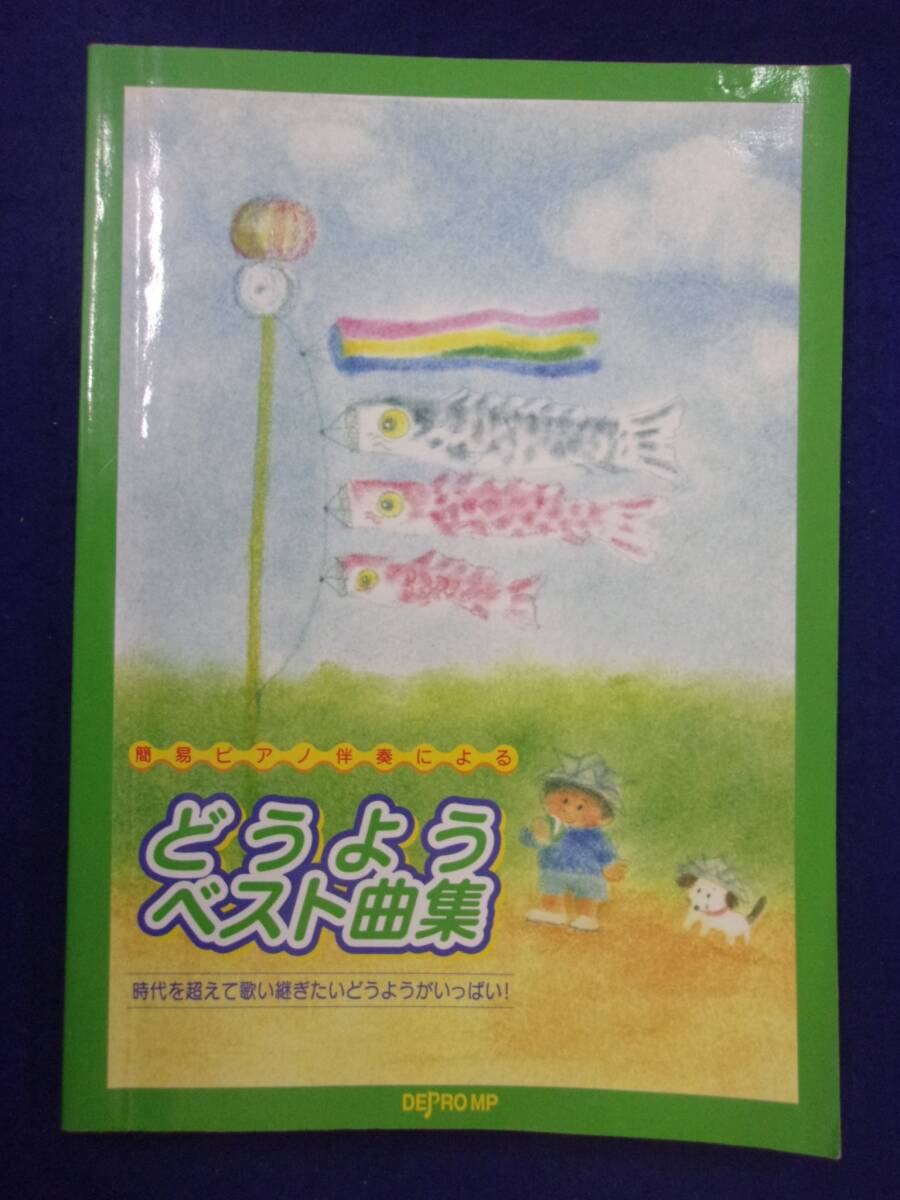 簡易ピアノ伴奏による
どうよう
ベスト曲集
時代を超えて歌い継ぎたいどうようがいっぱい!
DEPRO MP